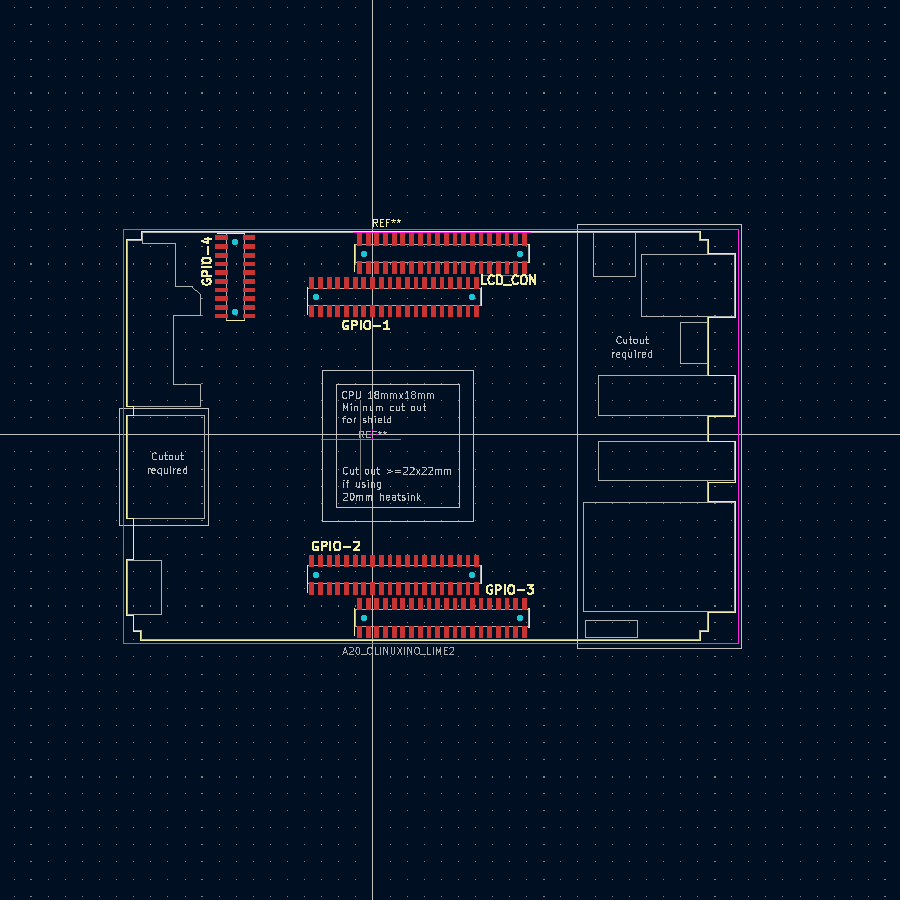 REF**
GPIO-4
LCD_CON
GPIO-1
Cutout
required
CPU 18mmx18mm
Mininum cut out
for shield
REF**
Cut out >=22x22mm
if using
20mm heatsink
Cutout
required
GPIO-2
GPIO-3
A20_OLINUXINO_LIME2